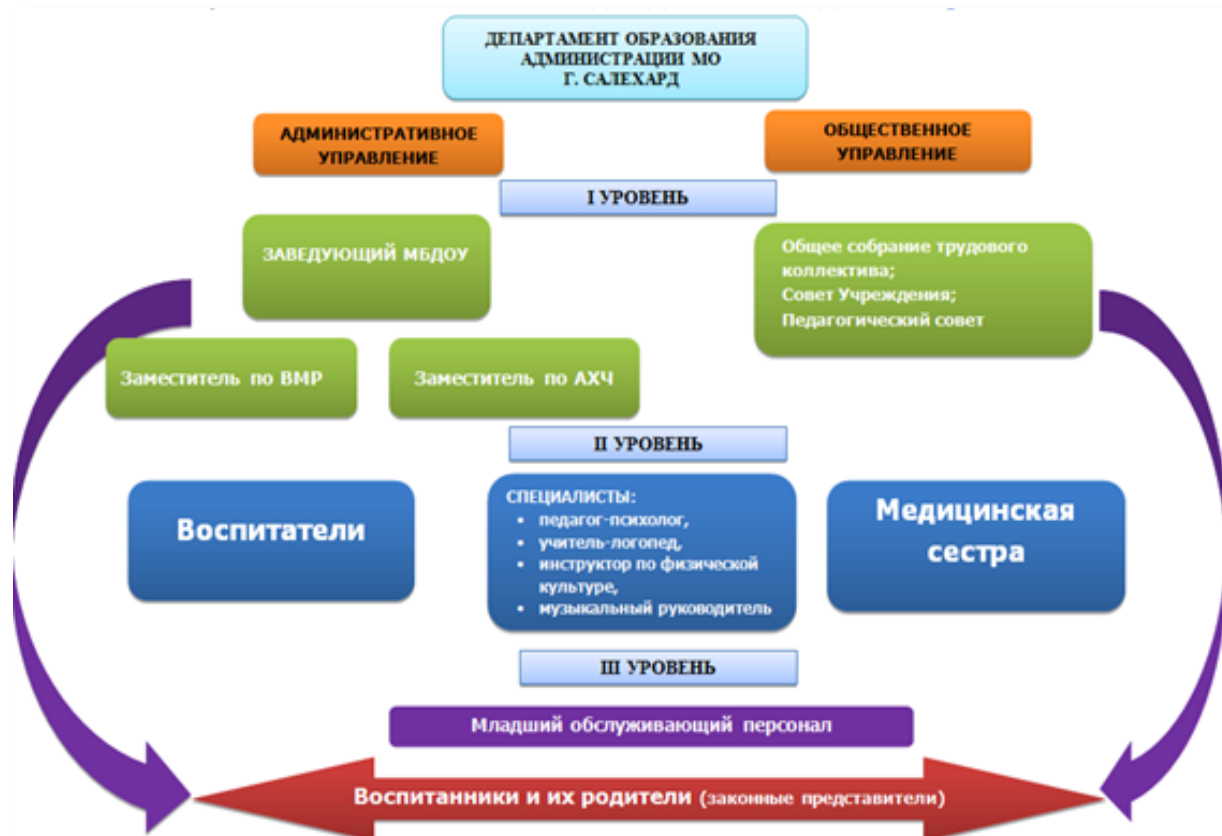 ДЕПАРТАМЕНТ ОБРАЗОВАНИЯ
АДМИНИСТРАЦИИ МО
Г. САЛЕХАРД
АДМИНИСТРАТИВНОЕ
УПРАВЛЕНИЕ
ОБЩЕСТВЕННОЕ
УПРАВЛЕНИЕ
I УРОВЕНЬ
ЗАВЕДУЮЩИЙ МБДОУ
Общее собрание трудового
коллектива;
Совет Учреждения;
Педагогический совет
Заместитель по ВМР
Заместитель по АХЧ
II УРОВЕНЬ
Воспитатели
СПЕЦИАЛИСТЫ:
• педагог-психолог,
• учитель-логопед,
• инструктор по физической
культуре,
• музыкальный руководитель
Медицинская
сестра
III УРОВЕНЬ
Младший обслуживающий персонал
Воспитанники и их родители (законные представители)